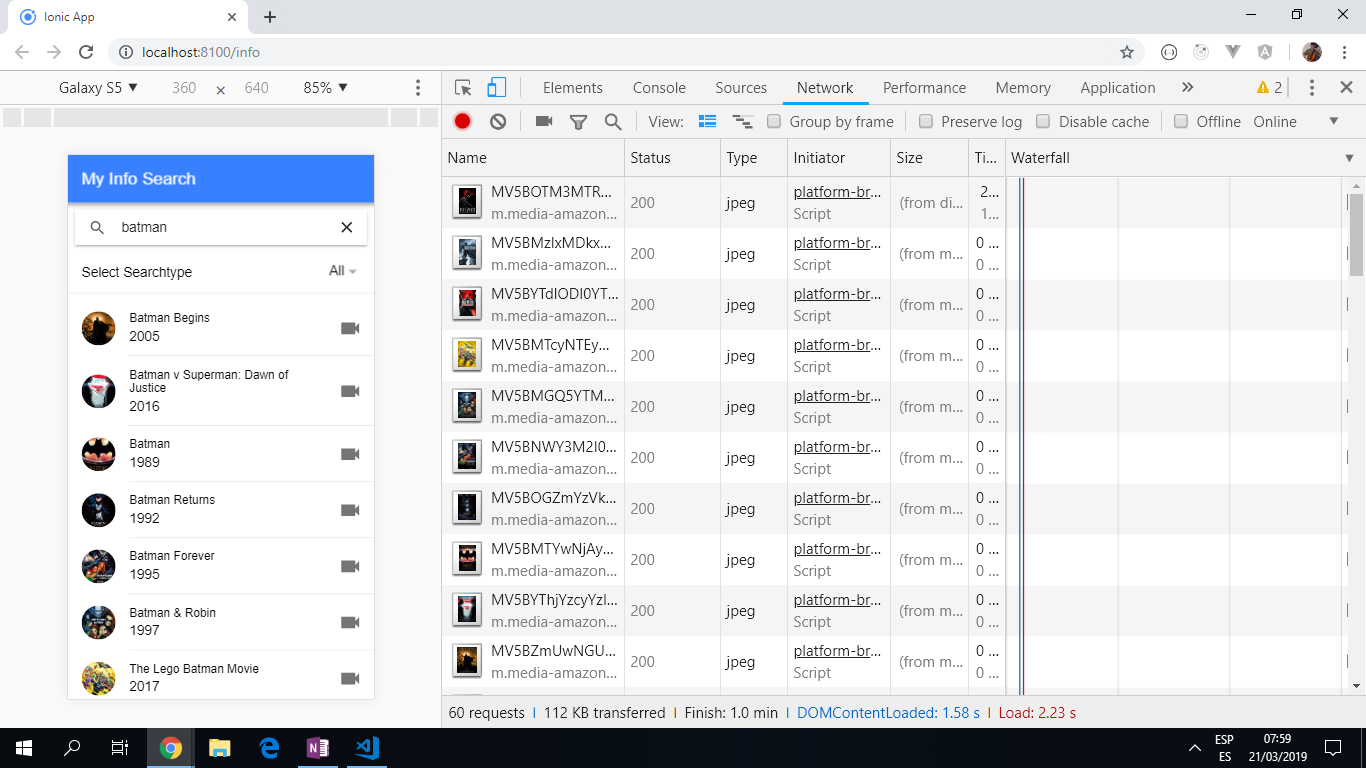 Ionic App
localhost:8100/info
Galaxy S5 ▼ 360 × 640 85% ▼
Elements Console Sources Network Performance Memory Application » 2
View: Group by frame Preserve log Disable cache Offline Online ▼
My Info Search
batman
Select Searchtype All
Batman Begins
2005
Batman v Superman: Dawn of
Justice
2016
Batman
1989
Batman Returns
1992
Batman Forever
1995
Batman & Robin
1997
The Lego Batman Movie
2017
Name Status Type Initiator Size Ti... Waterfall
MV5BOTM3MTR... 200 jpeg platform-br... (from di... 2...
m.media-amazon... Script 1...
MV5BMzIxMDkx... 200 jpeg platform-br... (from m... 0 ...
m.media-amazon... Script 0 ...
MV5BYTdlODI0YT... 200 jpeg platform-br... (from m... 0 ...
m.media-amazon... Script 0 ...
MV5BMTcyNTEy... 200 jpeg platform-br... (from m... 0 ...
m.media-amazon... Script 0 ...
MV5BMGQ5YTM... 200 jpeg platform-br... (from m... 0 ...
m.media-amazon... Script 0 ...
MV5BNWY3M2I0... 200 jpeg platform-br... (from m... 0 ...
m.media-amazon... Script 0 ...
MV5BOGZmYzVk... 200 jpeg platform-br... (from m... 0 ...
m.media-amazon... Script 0 ...
MV5BMTYwNjAy... 200 jpeg platform-br... (from m... 0 ...
m.media-amazon... Script 0 ...
MV5BYThjYzcyYzI... 200 jpeg platform-br... (from m... 0 ...
m.media-amazon... Script 0 ...
MV5BZmUwNGU... 200 jpeg platform-br... (from m... 0 ...
m.media-amazon... Script 0 ...
60 requests | 112 KB transferred | Finish: 1.0 min | DOMContentLoaded: 1.58 s | Load: 2.23 s
ESP 07:59
ES 21/03/2019